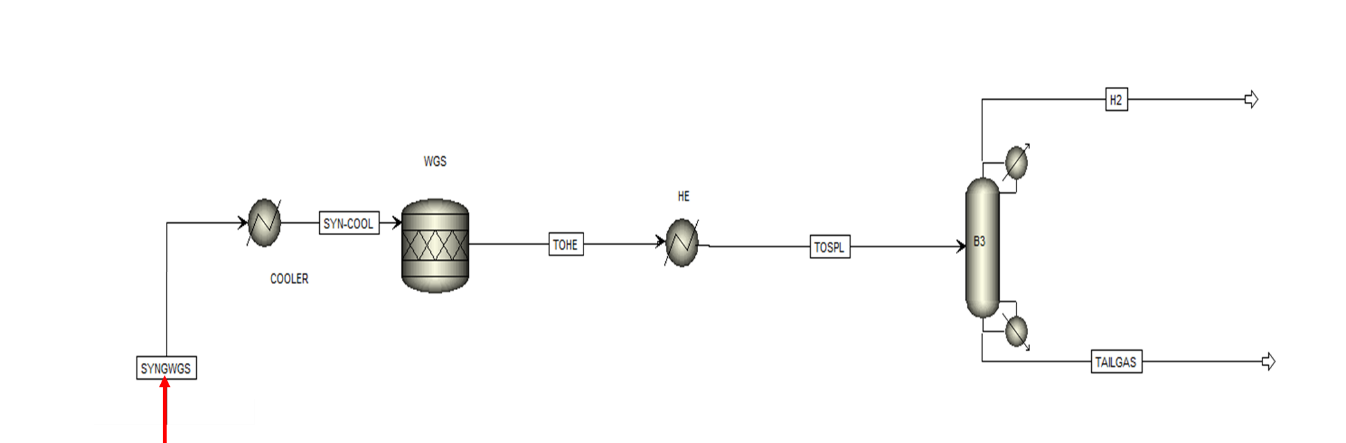 H2
WGS
HE
SYN-COOL
B3
TOHE
TOSPL
COOLER
SYNGWGS
TAILGAS